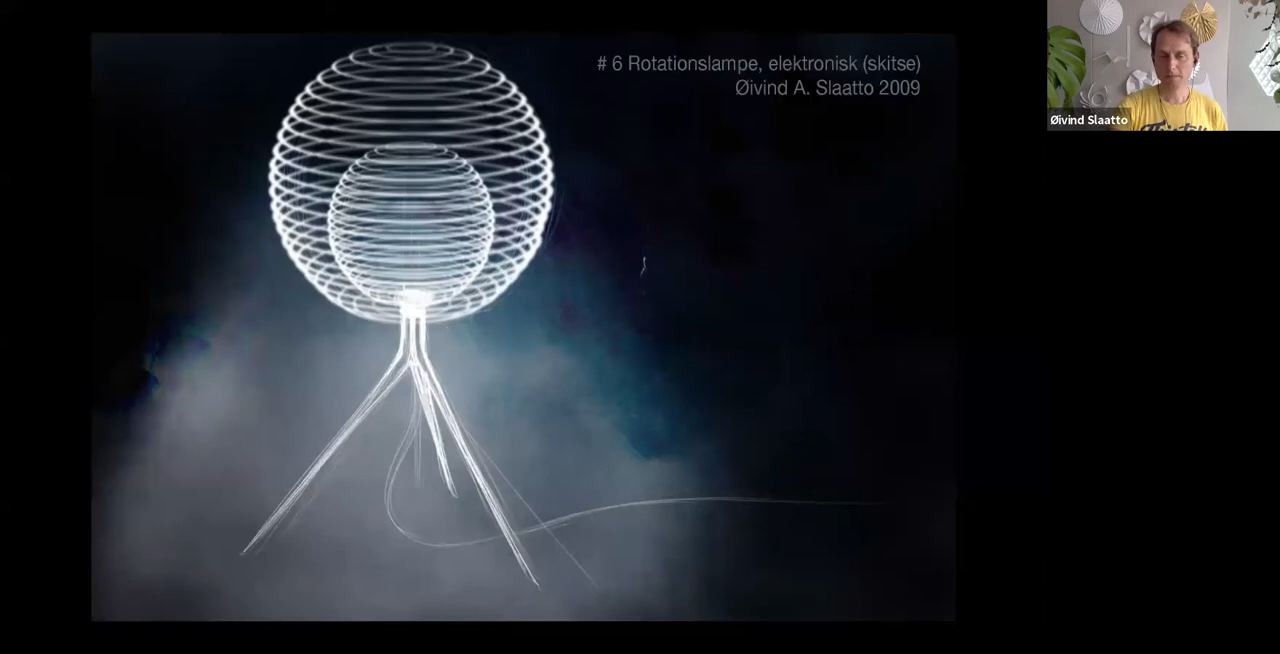 # 6 Rotationslampe, elektronisk (skitse)
Øivind A. Slaatto 2009
Øivind Slaatto